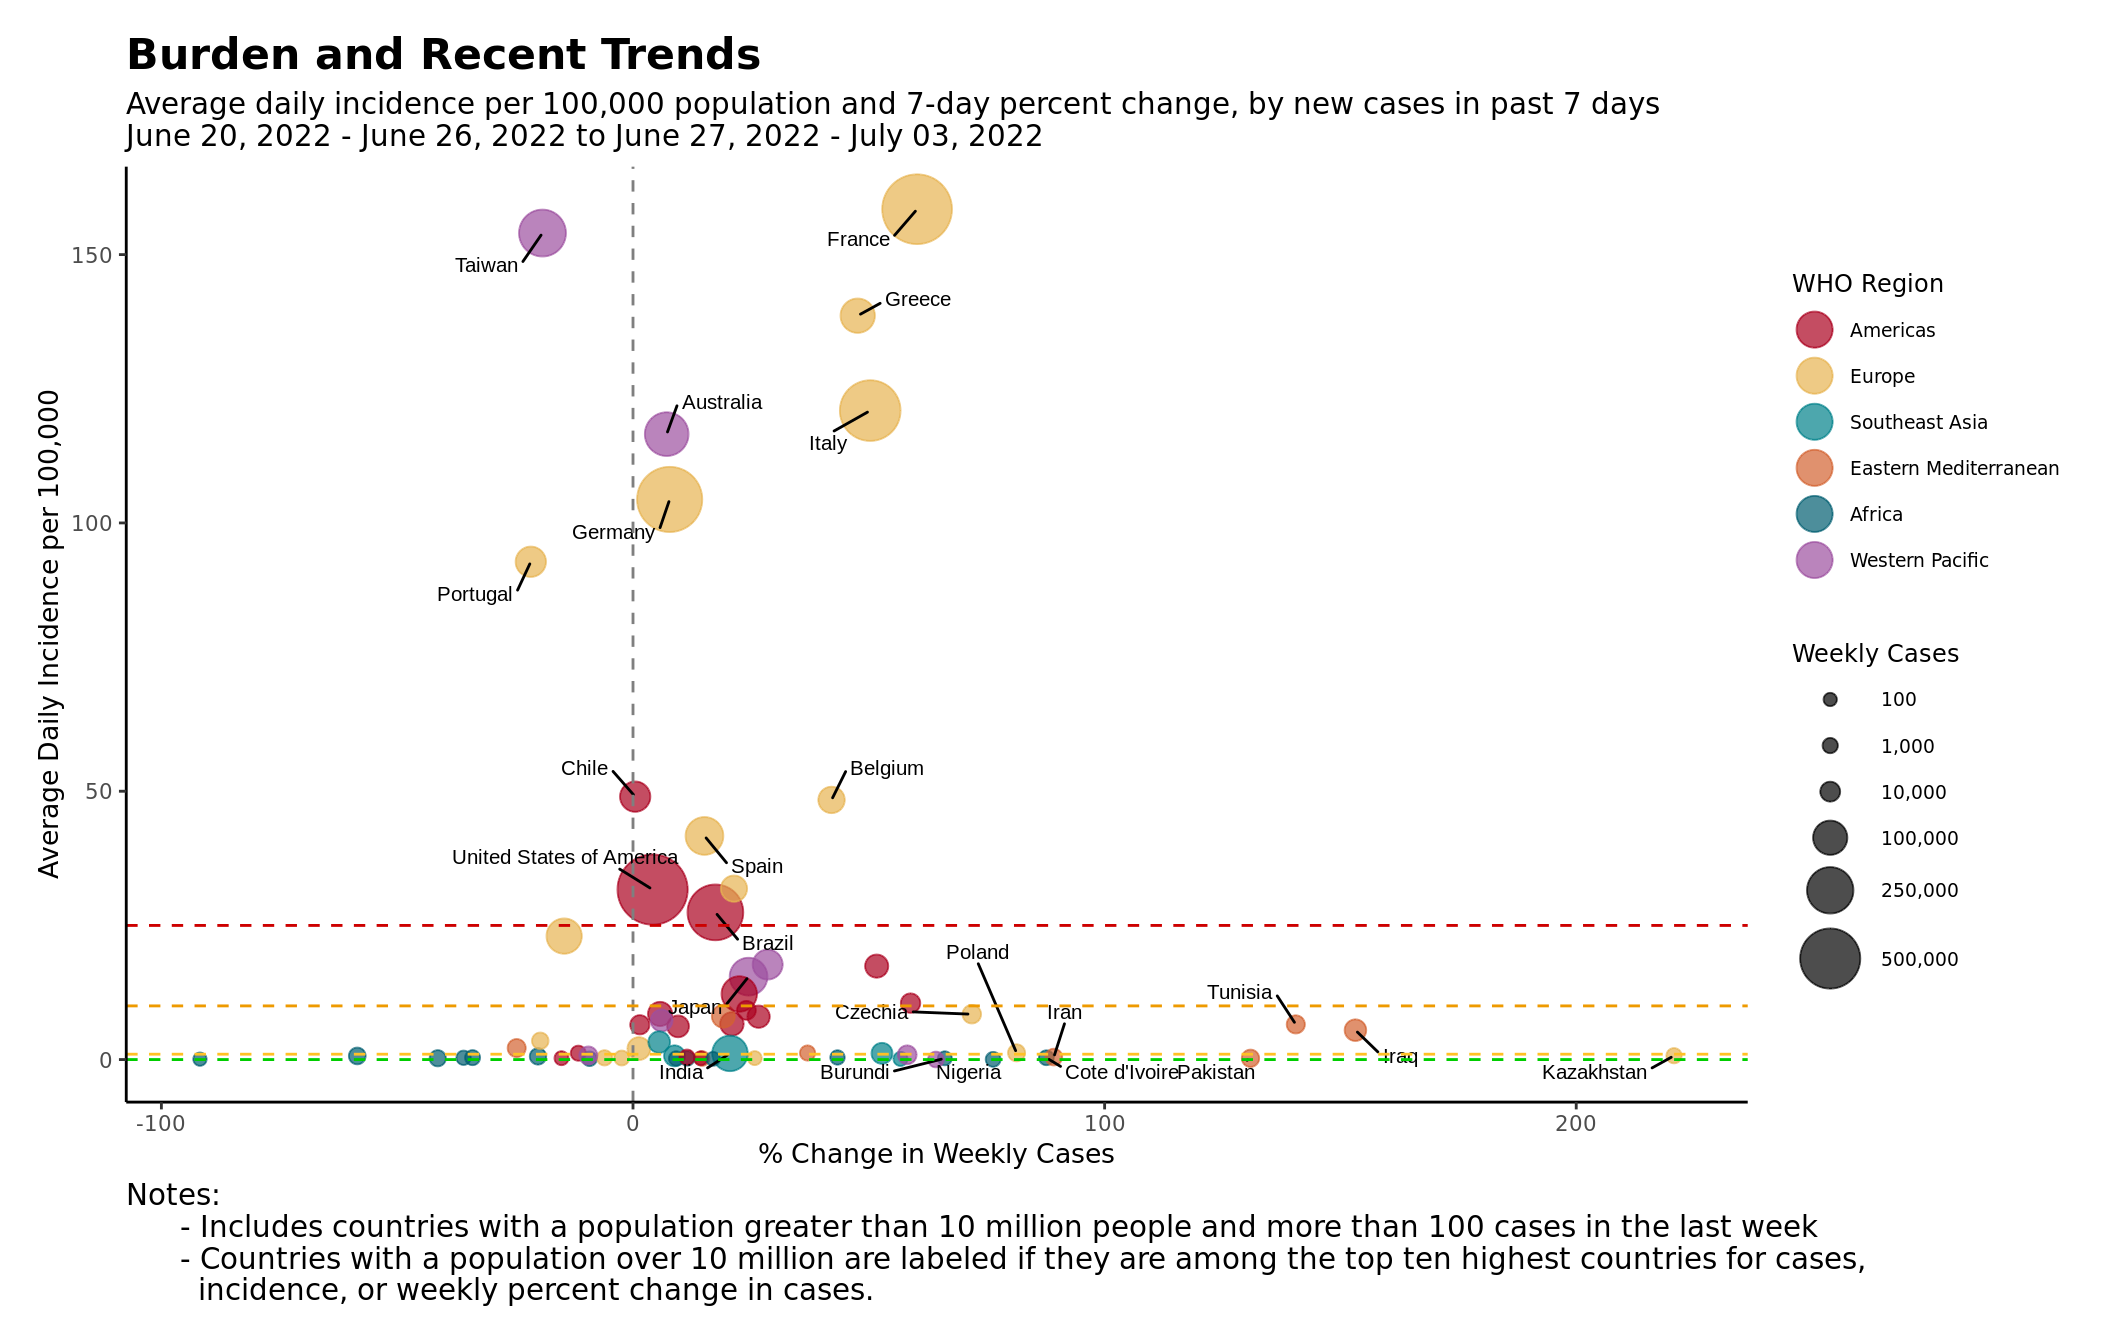 Burden and Recent Trends
Average daily incidence per 100,000 population and 7-day percent change, by new cases in past 7 days
June 20, 2022 - June 26, 2022 to June 27, 2022 - July 03, 2022
Average Daily Incidence per 100,000
150
100
50
0
Taiwan
France
Greece
Australia
Italy
Germany
Portugal
Chile
Belgium
United States of America
Spain
Brazil
Poland
Japan
Czechia
Iran
Tunisia
Iraq
India
Burundi
Nigeria
Cote d'Ivoire
Pakistan
Kazakhstan
-100
0
100
200
% Change in Weekly Cases
WHO Region
Americas
Europe
Southeast Asia
Eastern Mediterranean
Africa
Western Pacific
Weekly Cases
100
1,000
10,000
100,000
250,000
500,000
Notes:
- Includes countries with a population greater than 10 million people and more than 100 cases in the last week
- Countries with a population over 10 million are labeled if they are among the top ten highest countries for cases,
incidence, or weekly percent change in cases.